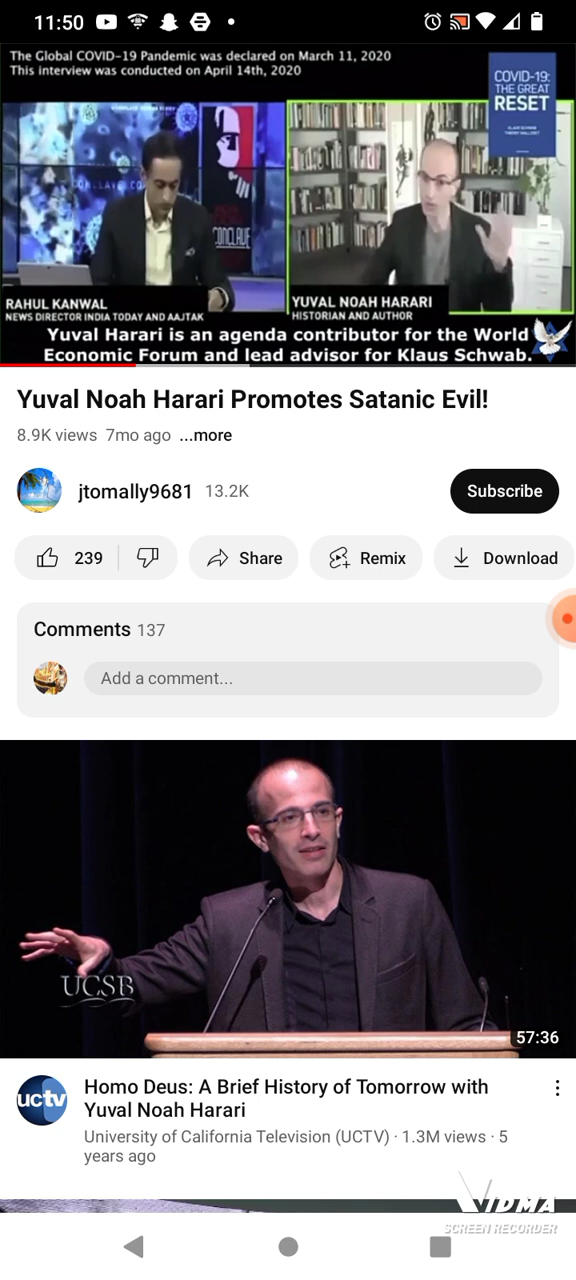 11:50
The Global COVID-19 Pandemic was declared on March 11, 2020
This interview was conducted on April 14th, 2020
COVID-19:
THE GREAT
RESET
CONCLAVE
RAHUL KANWAL
NEWS DIRECTOR INDIA TODAY AND AAJTAK
YUVAL NOAH HARARI
HISTORIAN AND AUTHOR
Yuval Harari is an agenda contributor for the World
Economic Forum and lead advisor for Klaus Schwab.
Yuval Noah Harari Promotes Satanic Evil!
8.9K views 7mo ago ...more
jtomally9681 13.2K
Subscribe
239
Share
Remix
Download
Comments 137
Add a comment...
UCSB
57:36
uctv
Homo Deus: A Brief History of Tomorrow with
Yuval Noah Harari
University of California Television (UCTV) · 1.3M views · 5
years ago
VIDMA
SCREEN RECORDER